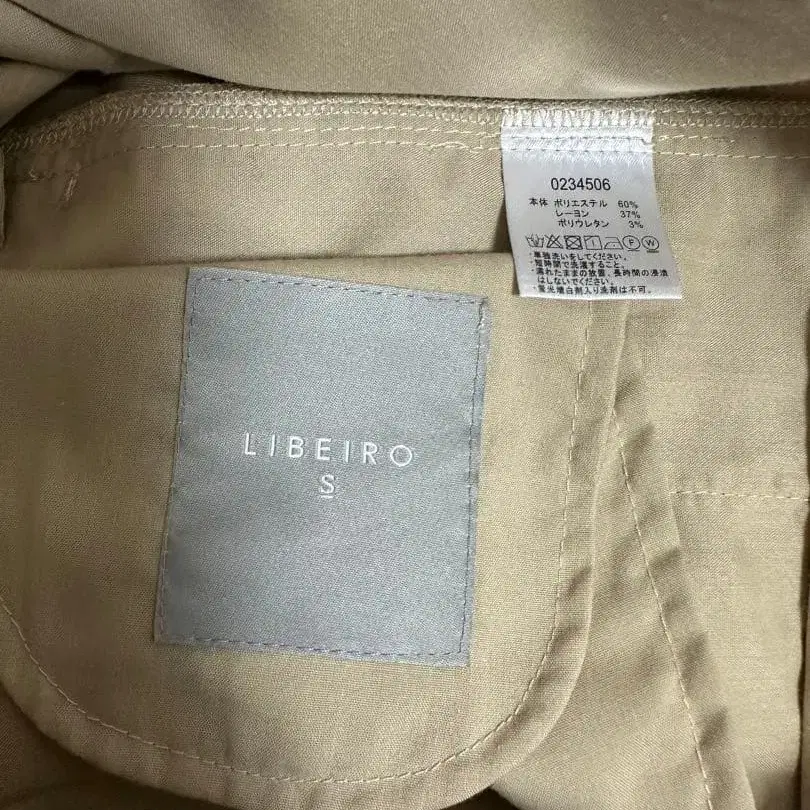 0234506
本体 ポリエステル 60%
レーヨン 37%
ポリウレタン 3%
・単独洗いをしてください。
・短時間で洗濯すること。
・濡れたままの放置、長時間の浸漬
はしないでください。
・蛍光増白剤入り洗剤は不可。
LIBEIRO
S